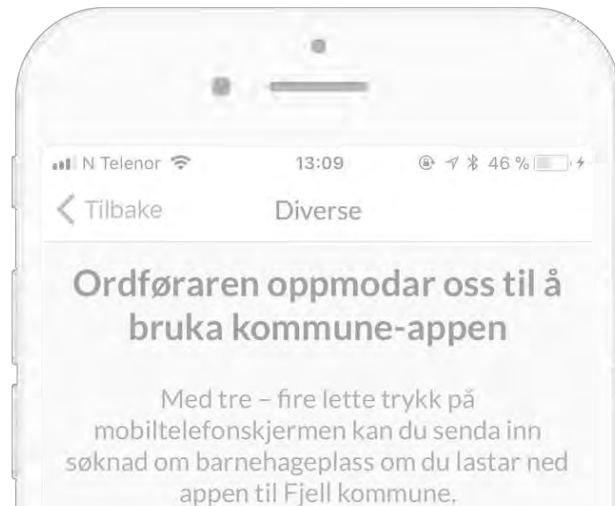 N Telenor 13:09 46 %
Tilbake Diverse
Ordføraren oppmodar oss til å
bruka kommune-appen
Med tre – fire lette trykk på
mobiltelefonskjermen kan du senda inn
søknad om barnehageplass om du lastar ned
appen til Fjell kommune.